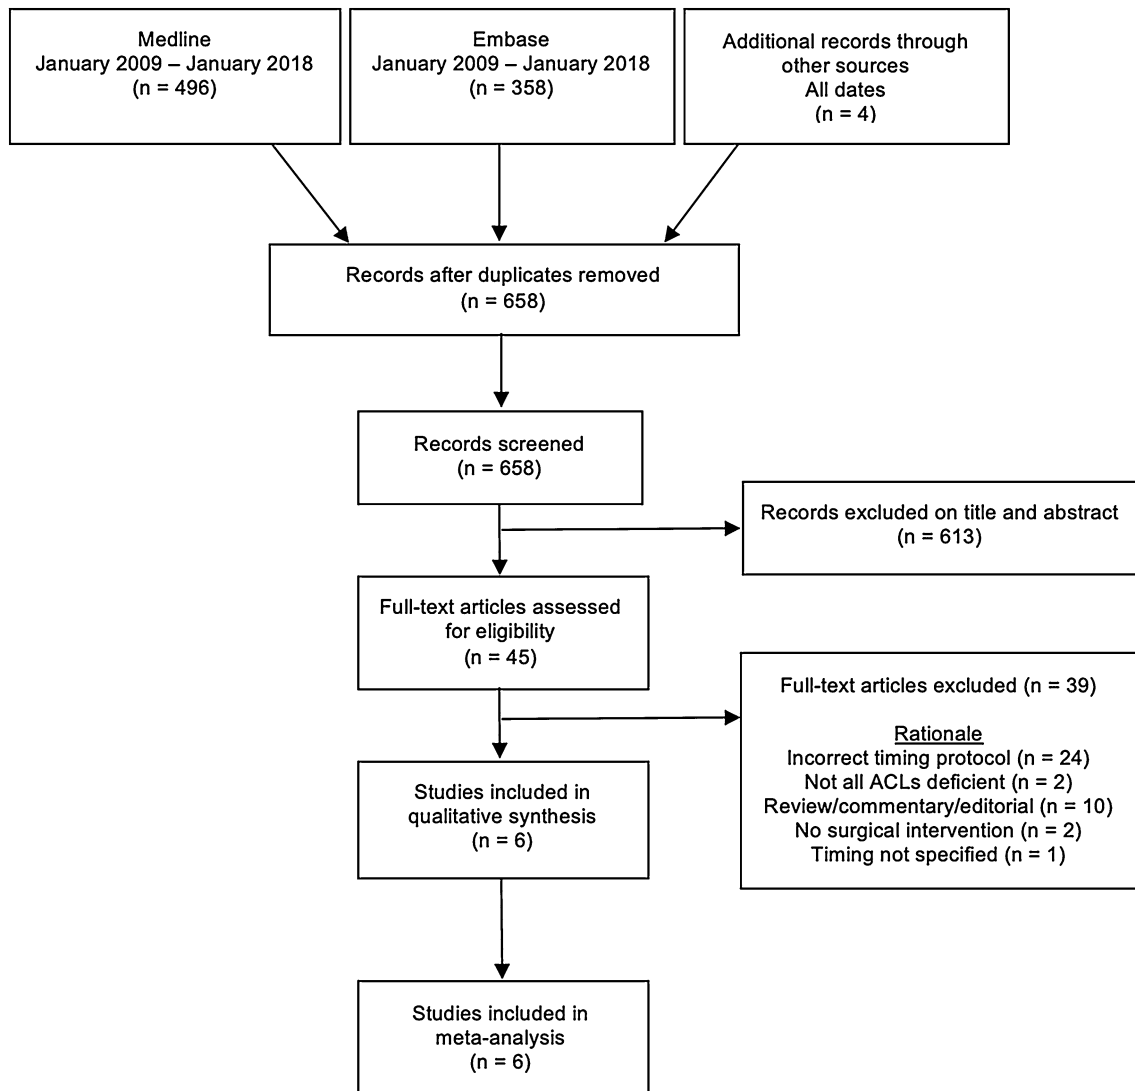 Medline
January 2009 – January 2018
(n = 496)
Embase
January 2009 – January 2018
(n = 358)
Additional records through
other sources
All dates
(n = 4)
Records after duplicates removed
(n = 658)
Records screened
(n = 658)
Records excluded on title and abstract
(n = 613)
Full-text articles assessed
for eligibility
(n = 45)
Full-text articles excluded (n = 39)
Rationale
Incorrect timing protocol (n = 24)
Not all ACLs deficient (n = 2)
Review/commentary/editorial (n = 10)
No surgical intervention (n = 2)
Timing not specified (n = 1)
Studies included in
qualitative synthesis
(n = 6)
Studies included in
meta-analysis
(n = 6)